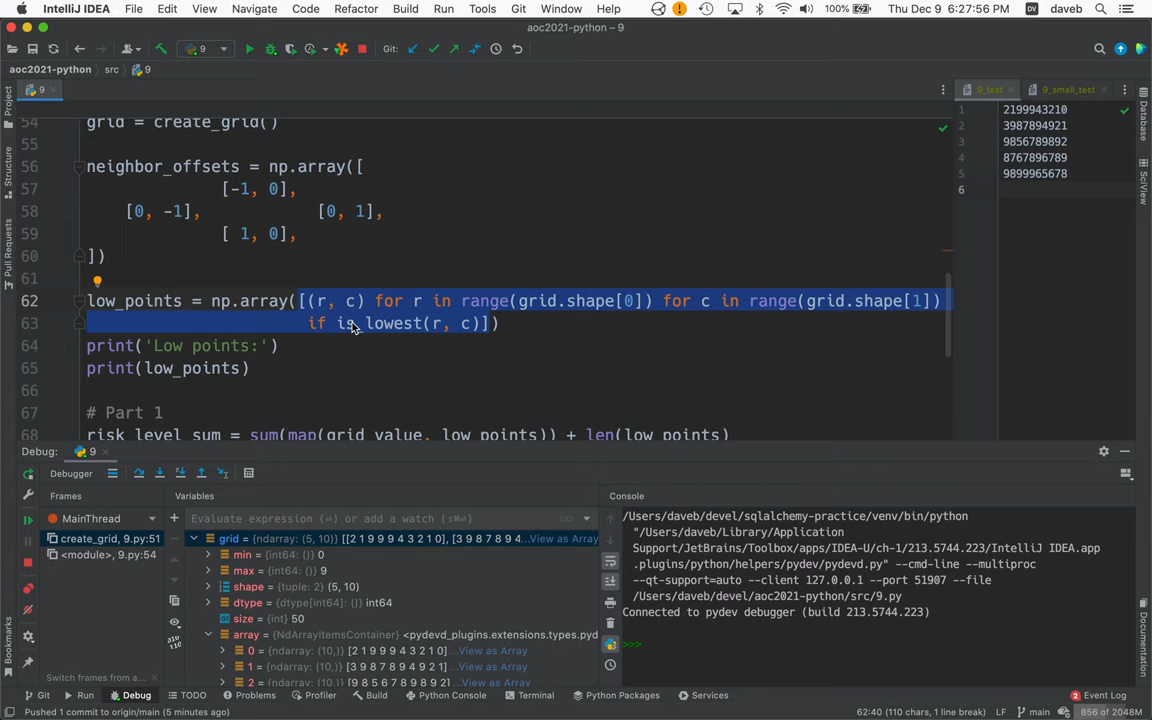 IntelliJ IDEA File Edit View Navigate Code Refactor Build Run Tools Git Window Help 100% Thu Dec 9 6:27:56 PM daveb
aoc2021-python – 9
9 Git:
aoc2021-python src 9
9 9_test 9_small_test
Project
Structure
Pull Requests
Bookmarks
Database
SciView
Documentation
54 grid = create_grid()
55
56 neighbor_offsets = np.array([
57 [-1, 0],
58 [0, -1], [0, 1],
59 [ 1, 0],
60 ])
61
62 low_points = np.array([(r, c) for r in range(grid.shape[0]) for c in range(grid.shape[1])
63 if is_lowest(r, c)])
64 print('Low points:')
65 print(low_points)
66
67 # Part 1
68 risk_level_sum = sum(map(grid_value, low_points)) + len(low_points)
1 2199943210
2 3987894921
3 9856789892
4 8767896789
5 9899965678
6
Debug: 9
Debugger
Frames
MainThread
create_grid, 9.py:51
<module>, 9.py:54
Switch frames from a...
Variables
Evaluate expression (⏎) or add a watch (⇧⌘⏎)
grid = {ndarray: (5, 10)} [[2 1 9 9 9 4 3 2 1 0], [3 9 8 7 8 9 4...View as Array
min = {int64: ()} 0
max = {int64: ()} 9
shape = {tuple: 2} (5, 10)
dtype = {dtype[int64]: ()} int64
size = {int} 50
array = {NdArrayItemsContainer} <pydevd_plugins.extensions.types.pyd
0 = {ndarray: (10,)} [2 1 9 9 9 4 3 2 1 0]...View as Array
1 = {ndarray: (10,)} [3 9 8 7 8 9 4 9 2 1]...View as Array
2 = {ndarray: (10,)} [9 8 5 6 7 8 9 8 9 2]...View as Array
Console
/Users/daveb/devel/sqlalchemy-practice/venv/bin/python
"/Users/daveb/Library/Application
Support/JetBrains/Toolbox/apps/IDEA-U/ch-1/213.5744.223/IntelliJ IDEA.app
.plugins/python/helpers/pydev/pydevd.py" --cmd-line --multiproc
--qt-support=auto --client 127.0.0.1 --port 51907 --file
/Users/daveb/devel/aoc2021-python/src/9.py
Connected to pydev debugger (build 213.5744.223)
>>>
Git Run Debug TODO Problems Profiler Build Python Console Terminal Python Packages Services 2 Event Log
Pushed 1 commit to origin/main (5 minutes ago) 62:40 (110 chars, 1 line break) LF main 856 of 2048M